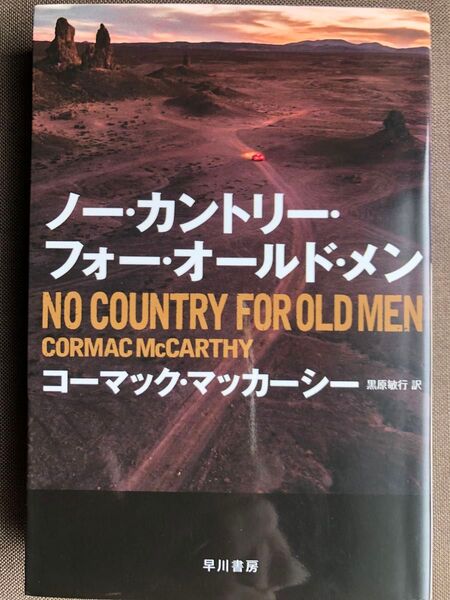 ノー・カントリー・
フォー・オールド・メン
NO COUNTRY FOR OLD MEN
CORMAC McCARTHY
コーマック・マッカーシー 黒原敏行 訳
早川書房